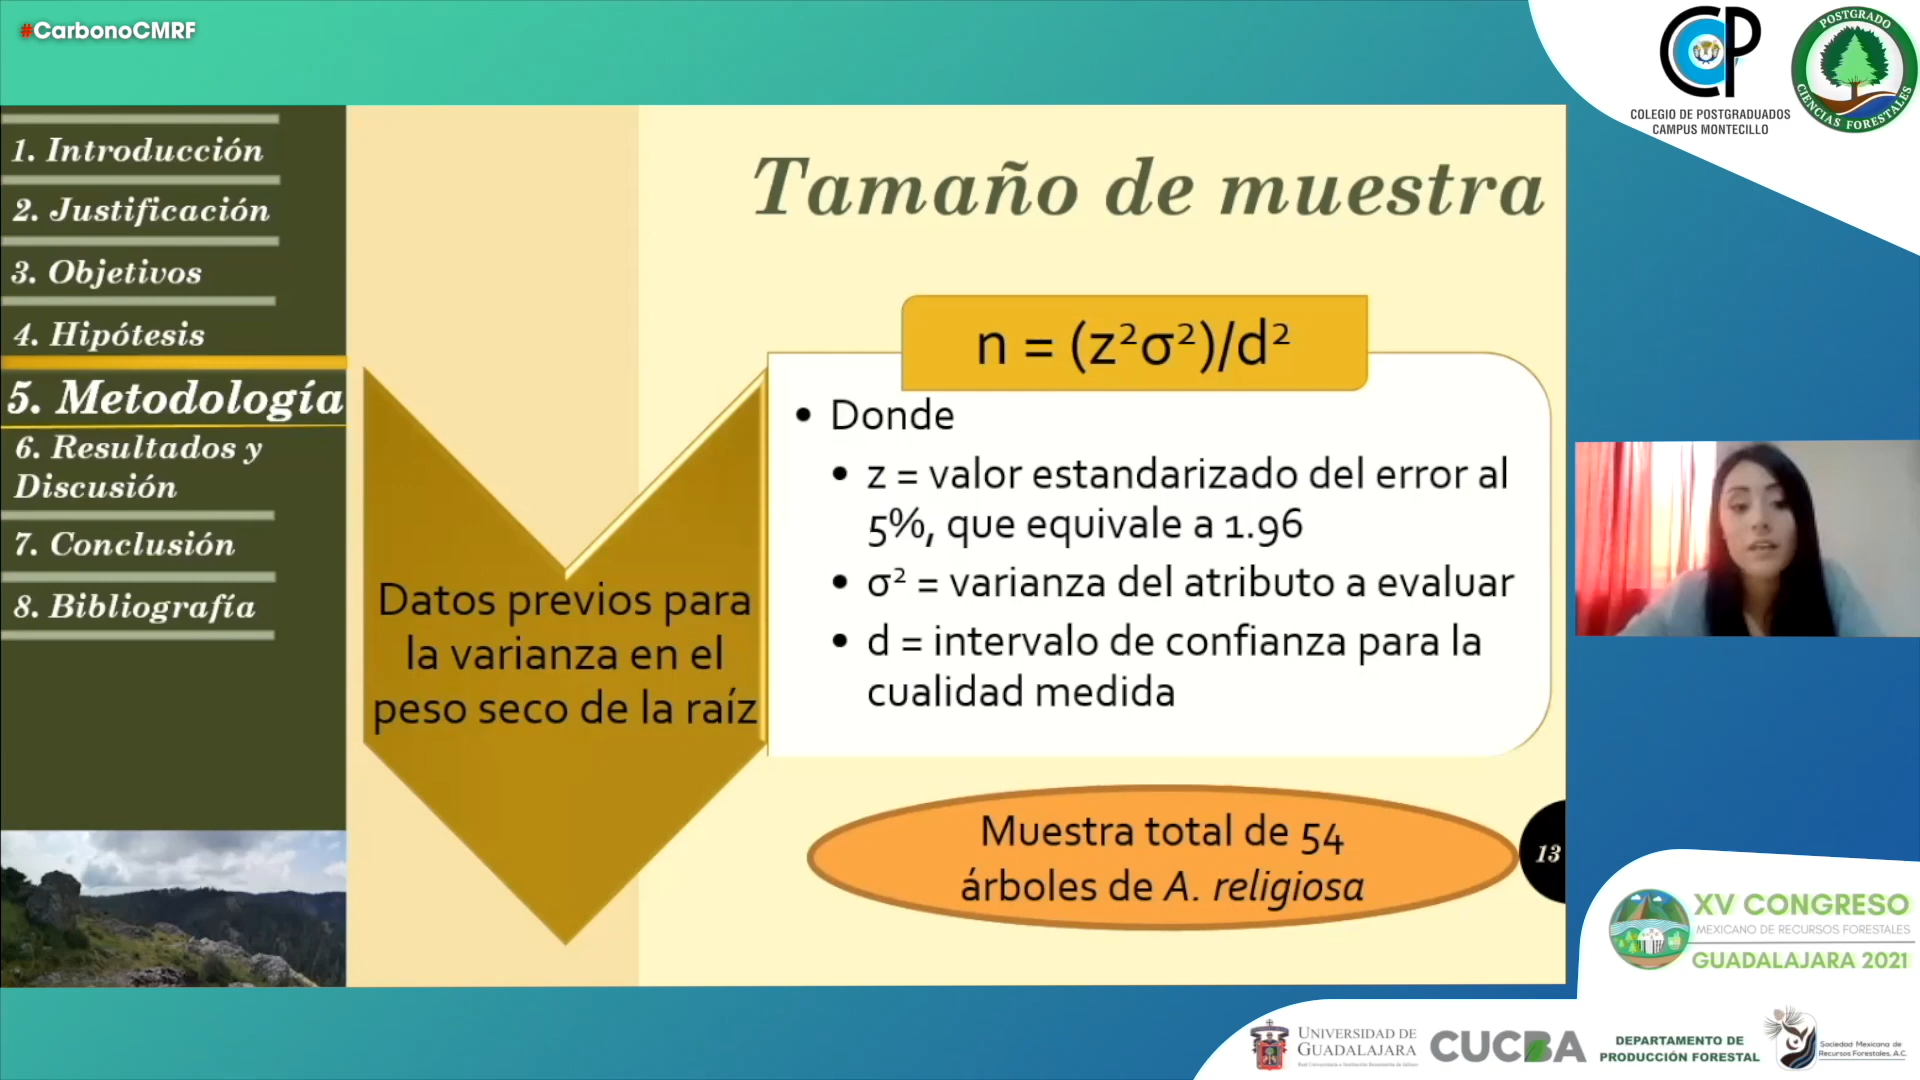 #CarbonoCMRF
COLEGIO DE POSTGRADUADOS
CAMPUS MONTECILLO
POSTGRADO
CIENCIAS FORESTALES
1. Introducción
2. Justificación
3. Objetivos
4. Hipótesis
5. Metodología
6. Resultados y
Discusión
7. Conclusión
8. Bibliografía
Tamaño de muestra
n = (z²σ²)/d²
• Donde
• z = valor estandarizado del error al
5%, que equivale a 1.96
• σ² = varianza del atributo a evaluar
• d = intervalo de confianza para la
cualidad medida
Datos previos para
la varianza en el
peso seco de la raíz
Muestra total de 54
árboles de A. religiosa
13
XV CONGRESO
MEXICANO DE RECURSOS FORESTALES
GUADALAJARA 2021
UNIVERSIDAD DE
GUADALAJARA
CUCBA
DEPARTAMENTO DE
PRODUCCIÓN FORESTAL
Sociedad Mexicana de
Recursos Forestales, A.C.